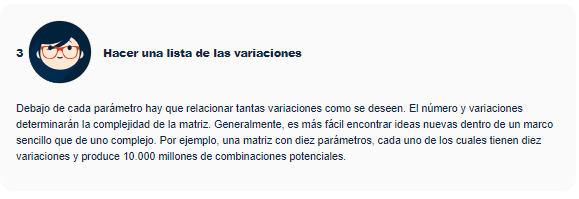 3 Hacer una lista de las variaciones
Debajo de cada parámetro hay que relacionar tantas variaciones como se deseen. El número y variaciones
determinarán la complejidad de la matriz. Generalmente, es más fácil encontrar ideas nuevas dentro de un marco
sencillo que de uno complejo. Por ejemplo, una matriz con diez parámetros, cada uno de los cuales tienen diez
variaciones y produce 10.000 millones de combinaciones potenciales.